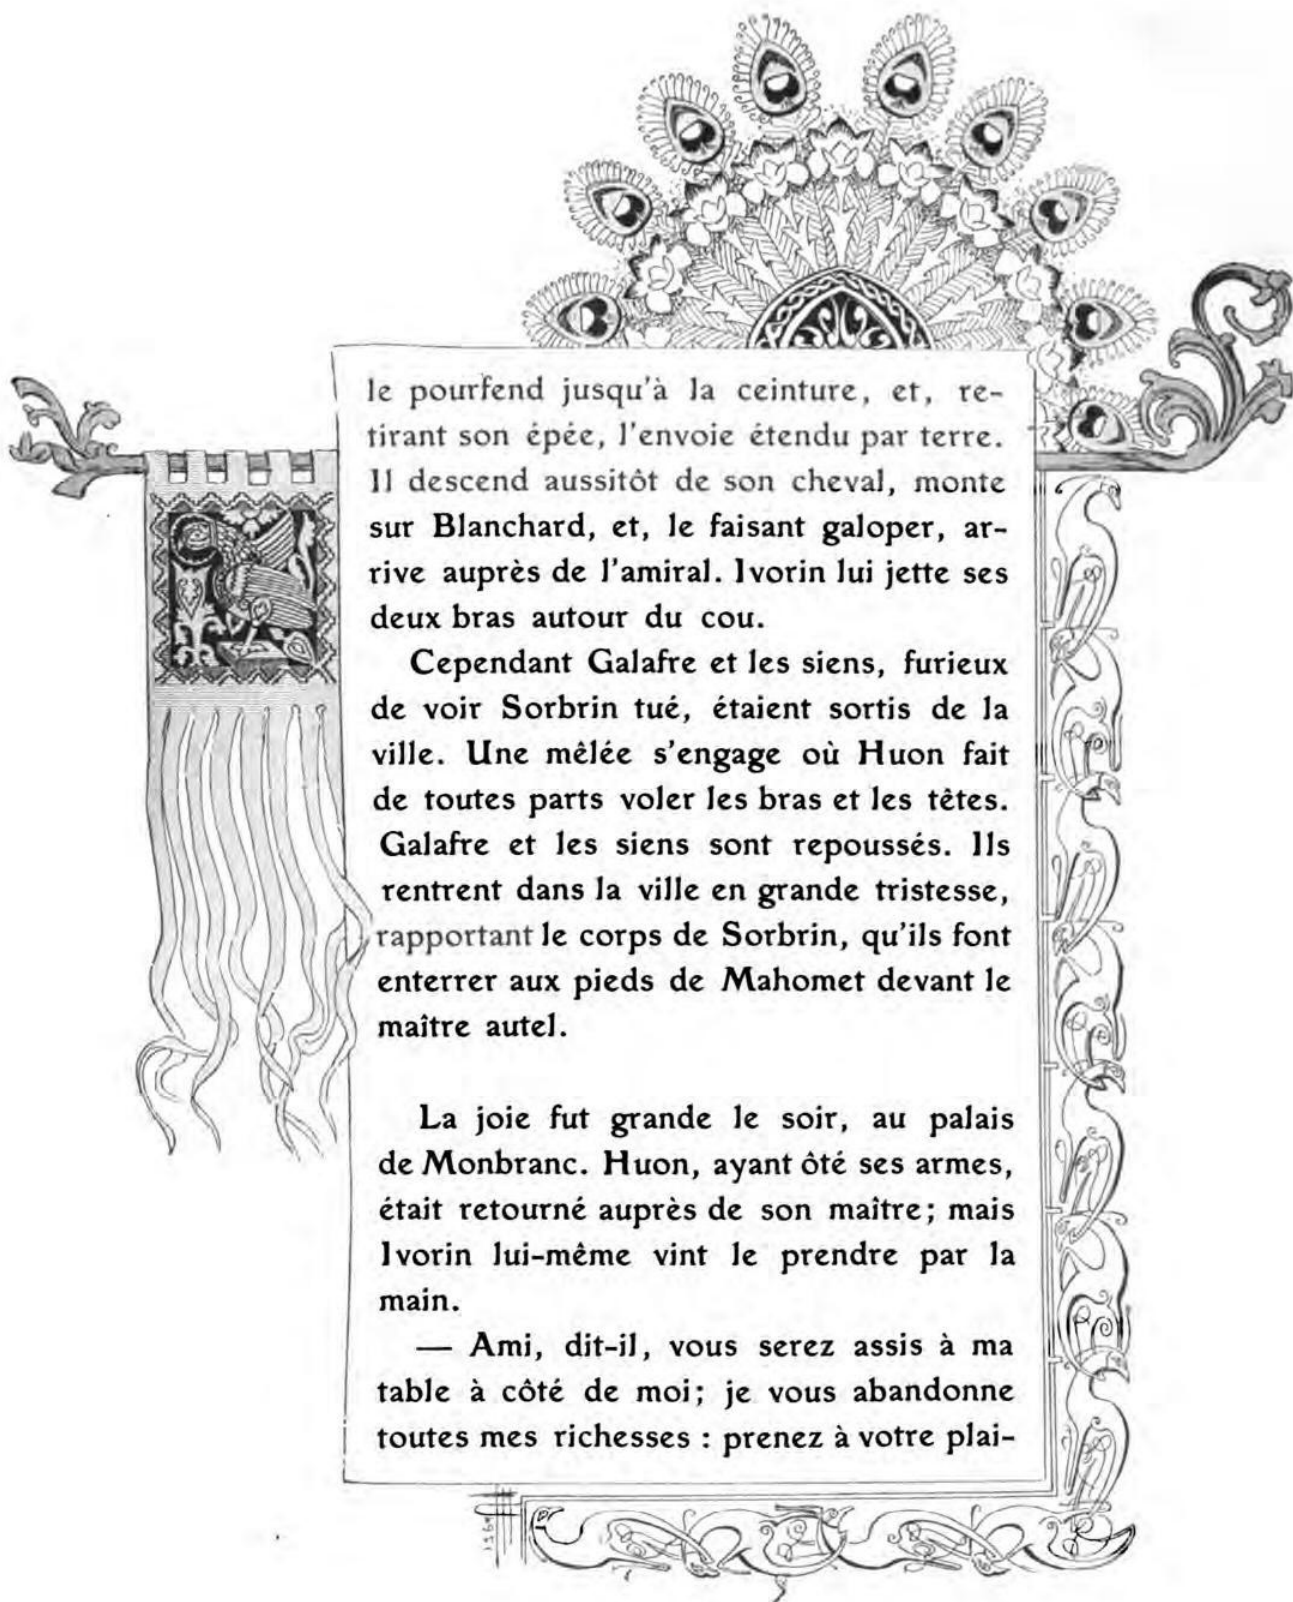 le pourfend jusqu'à la ceinture, et, re-
tirant son épée, l'envoie étendu par terre.
Il descend aussitôt de son cheval, monte
sur Blanchard, et, le faisant galoper, ar-
rive auprès de l'amiral. Ivorin lui jette ses
deux bras autour du cou.
Cependant Galafre et les siens, furieux
de voir Sorbrin tué, étaient sortis de la
ville. Une mêlée s'engage où Huon fait
de toutes parts voler les bras et les têtes.
Galafre et les siens sont repoussés. Ils
rentrent dans la ville en grande tristesse,
rapportant le corps de Sorbrin, qu'ils font
enterrer aux pieds de Mahomet devant le
maître autel.
La joie fut grande le soir, au palais
de Monbranc. Huon, ayant ôté ses armes,
était retourné auprès de son maître; mais
Ivorin lui-même vint le prendre par la
main.
— Ami, dit-il, vous serez assis à ma
table à côté de moi; je vous abandonne
toutes mes richesses : prenez à votre plai-